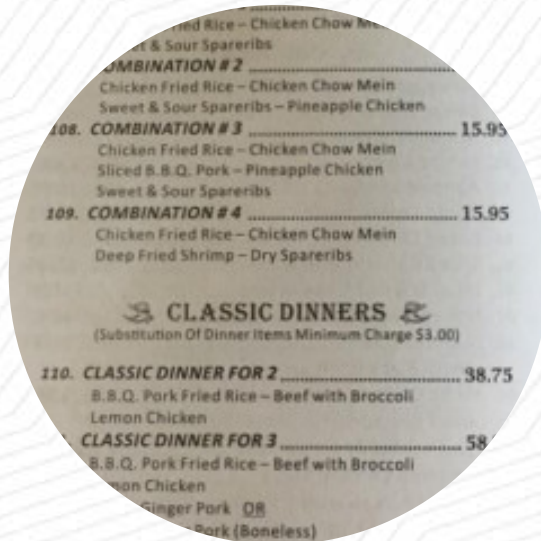 Rice – Chicken Chow
& Sour Spareribs
COMBINATION # 2
Chicken Fried Rice – Chicken Chow Mein
Sweet & Sour Spareribs – Pineapple Chicken
108. COMBINATION # 3 ........ 15.95
Chicken Fried Rice – Chicken Chow Mein
Sliced B.B.Q. Pork – Pineapple Chicken
Sweet & Sour Spareribs
109. COMBINATION # 4 ........ 15.95
Chicken Fried Rice – Chicken Chow Mein
Deep Fried Shrimp – Dry Spareribs
CLASSIC DINNERS
(Substitution Of Dinner Items Minimum Charge $3.00)
110. CLASSIC DINNER FOR 2 ........ 38.75
B.B.Q. Pork Fried Rice – Beef with Broccoli
Lemon Chicken
CLASSIC DINNER FOR 3 ........ 58
B.B.Q. Pork Fried Rice – Beef with Broccoli
Chicken
Ginger Pork OR
Pork (Boneless)